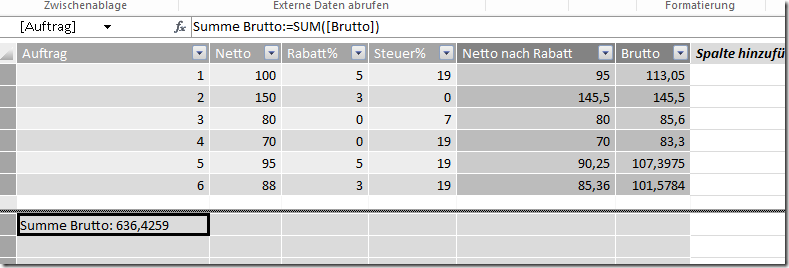 Zwischenablage Externe Daten abrufen Formatierung
[Auftrag] fx Summe Brutto:=SUM([Brutto])
Auftrag Netto Rabatt% Steuer% Netto nach Rabatt Brutto Spalte hinzufü
1 100 5 19 95 113,05
2 150 3 0 145,5 145,5
3 80 0 7 80 85,6
4 70 0 19 70 83,3
5 95 5 19 90,25 107,3975
6 88 3 19 85,36 101,5784
Summe Brutto: 636,4259